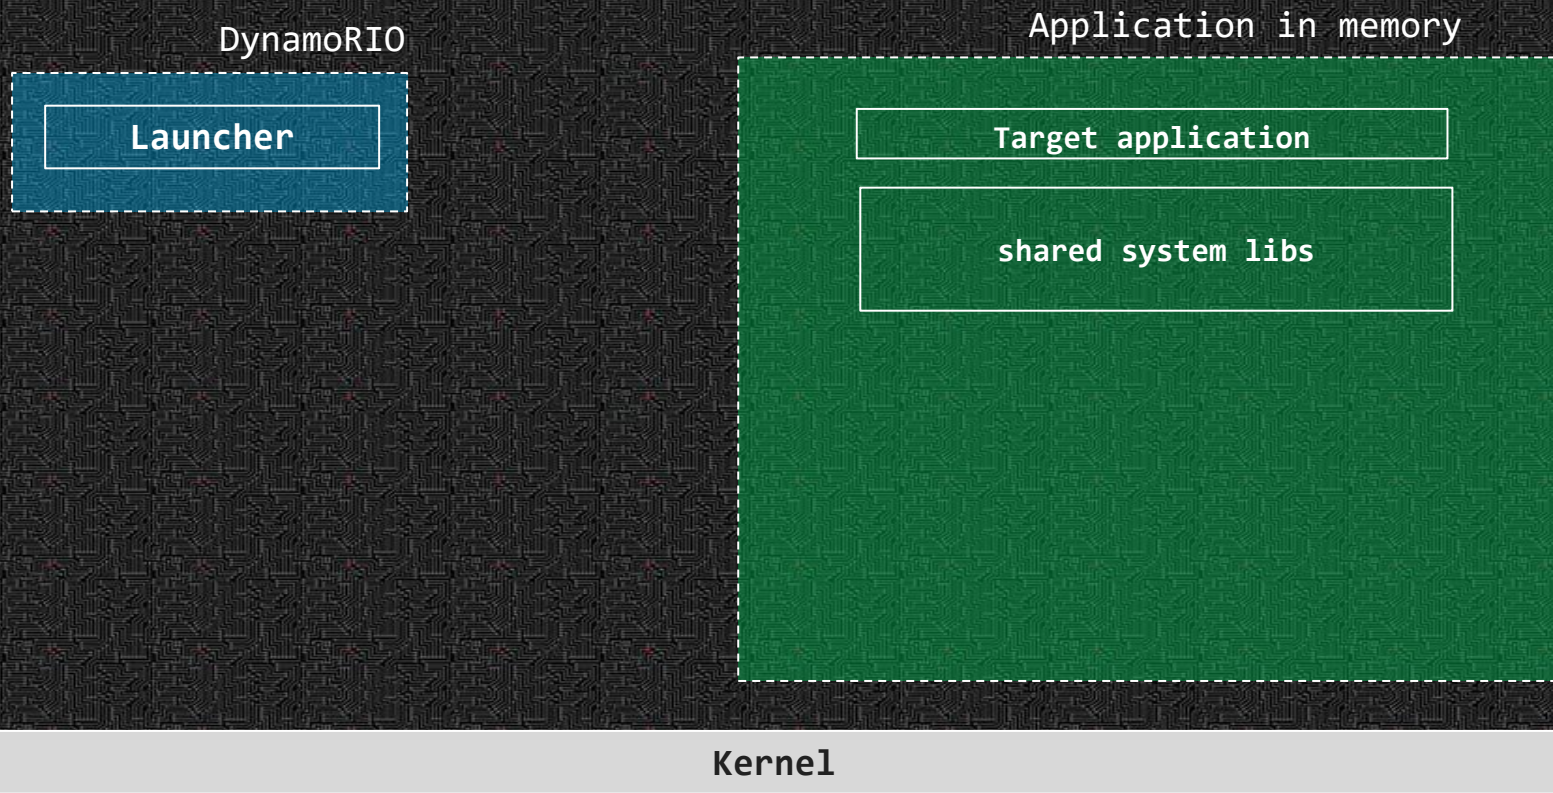 DynamoRIO
Application in memory
Launcher
Target application
shared system libs
Kernel